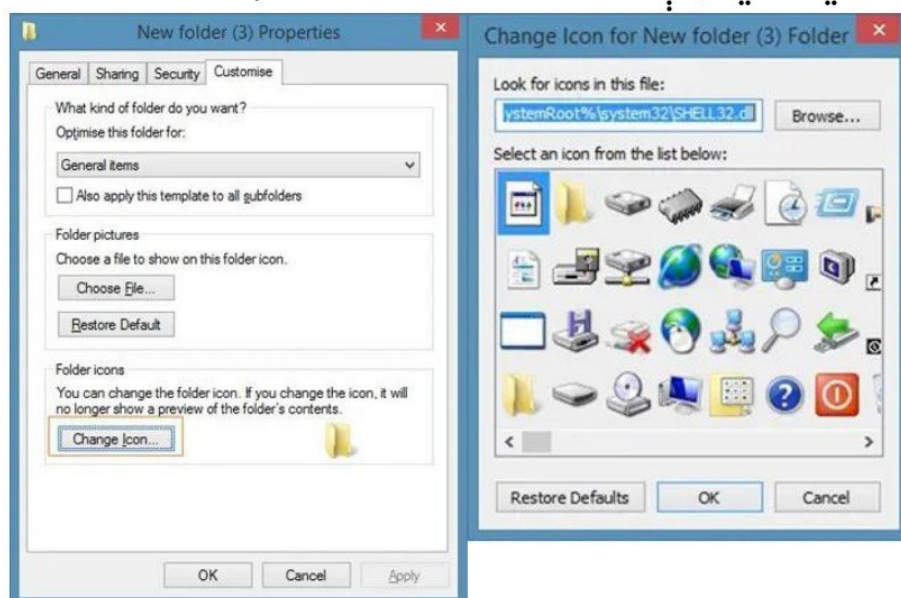 New folder (3) Properties
General Sharing Security Customise
What kind of folder do you want?
Optimise this folder for:
General items
Also apply this template to all subfolders
Folder pictures
Choose a file to show on this folder icon.
Choose File...
Restore Default
Folder icons
You can change the folder icon. If you change the icon, it will
no longer show a preview of the folder's contents.
Change Icon...
OK Cancel Apply
Change Icon for New folder (3) Folder
Look for icons in this file:
ystemRoot%\system32\SHELL32.dll Browse...
Select an icon from the list below:
Restore Defaults OK Cancel